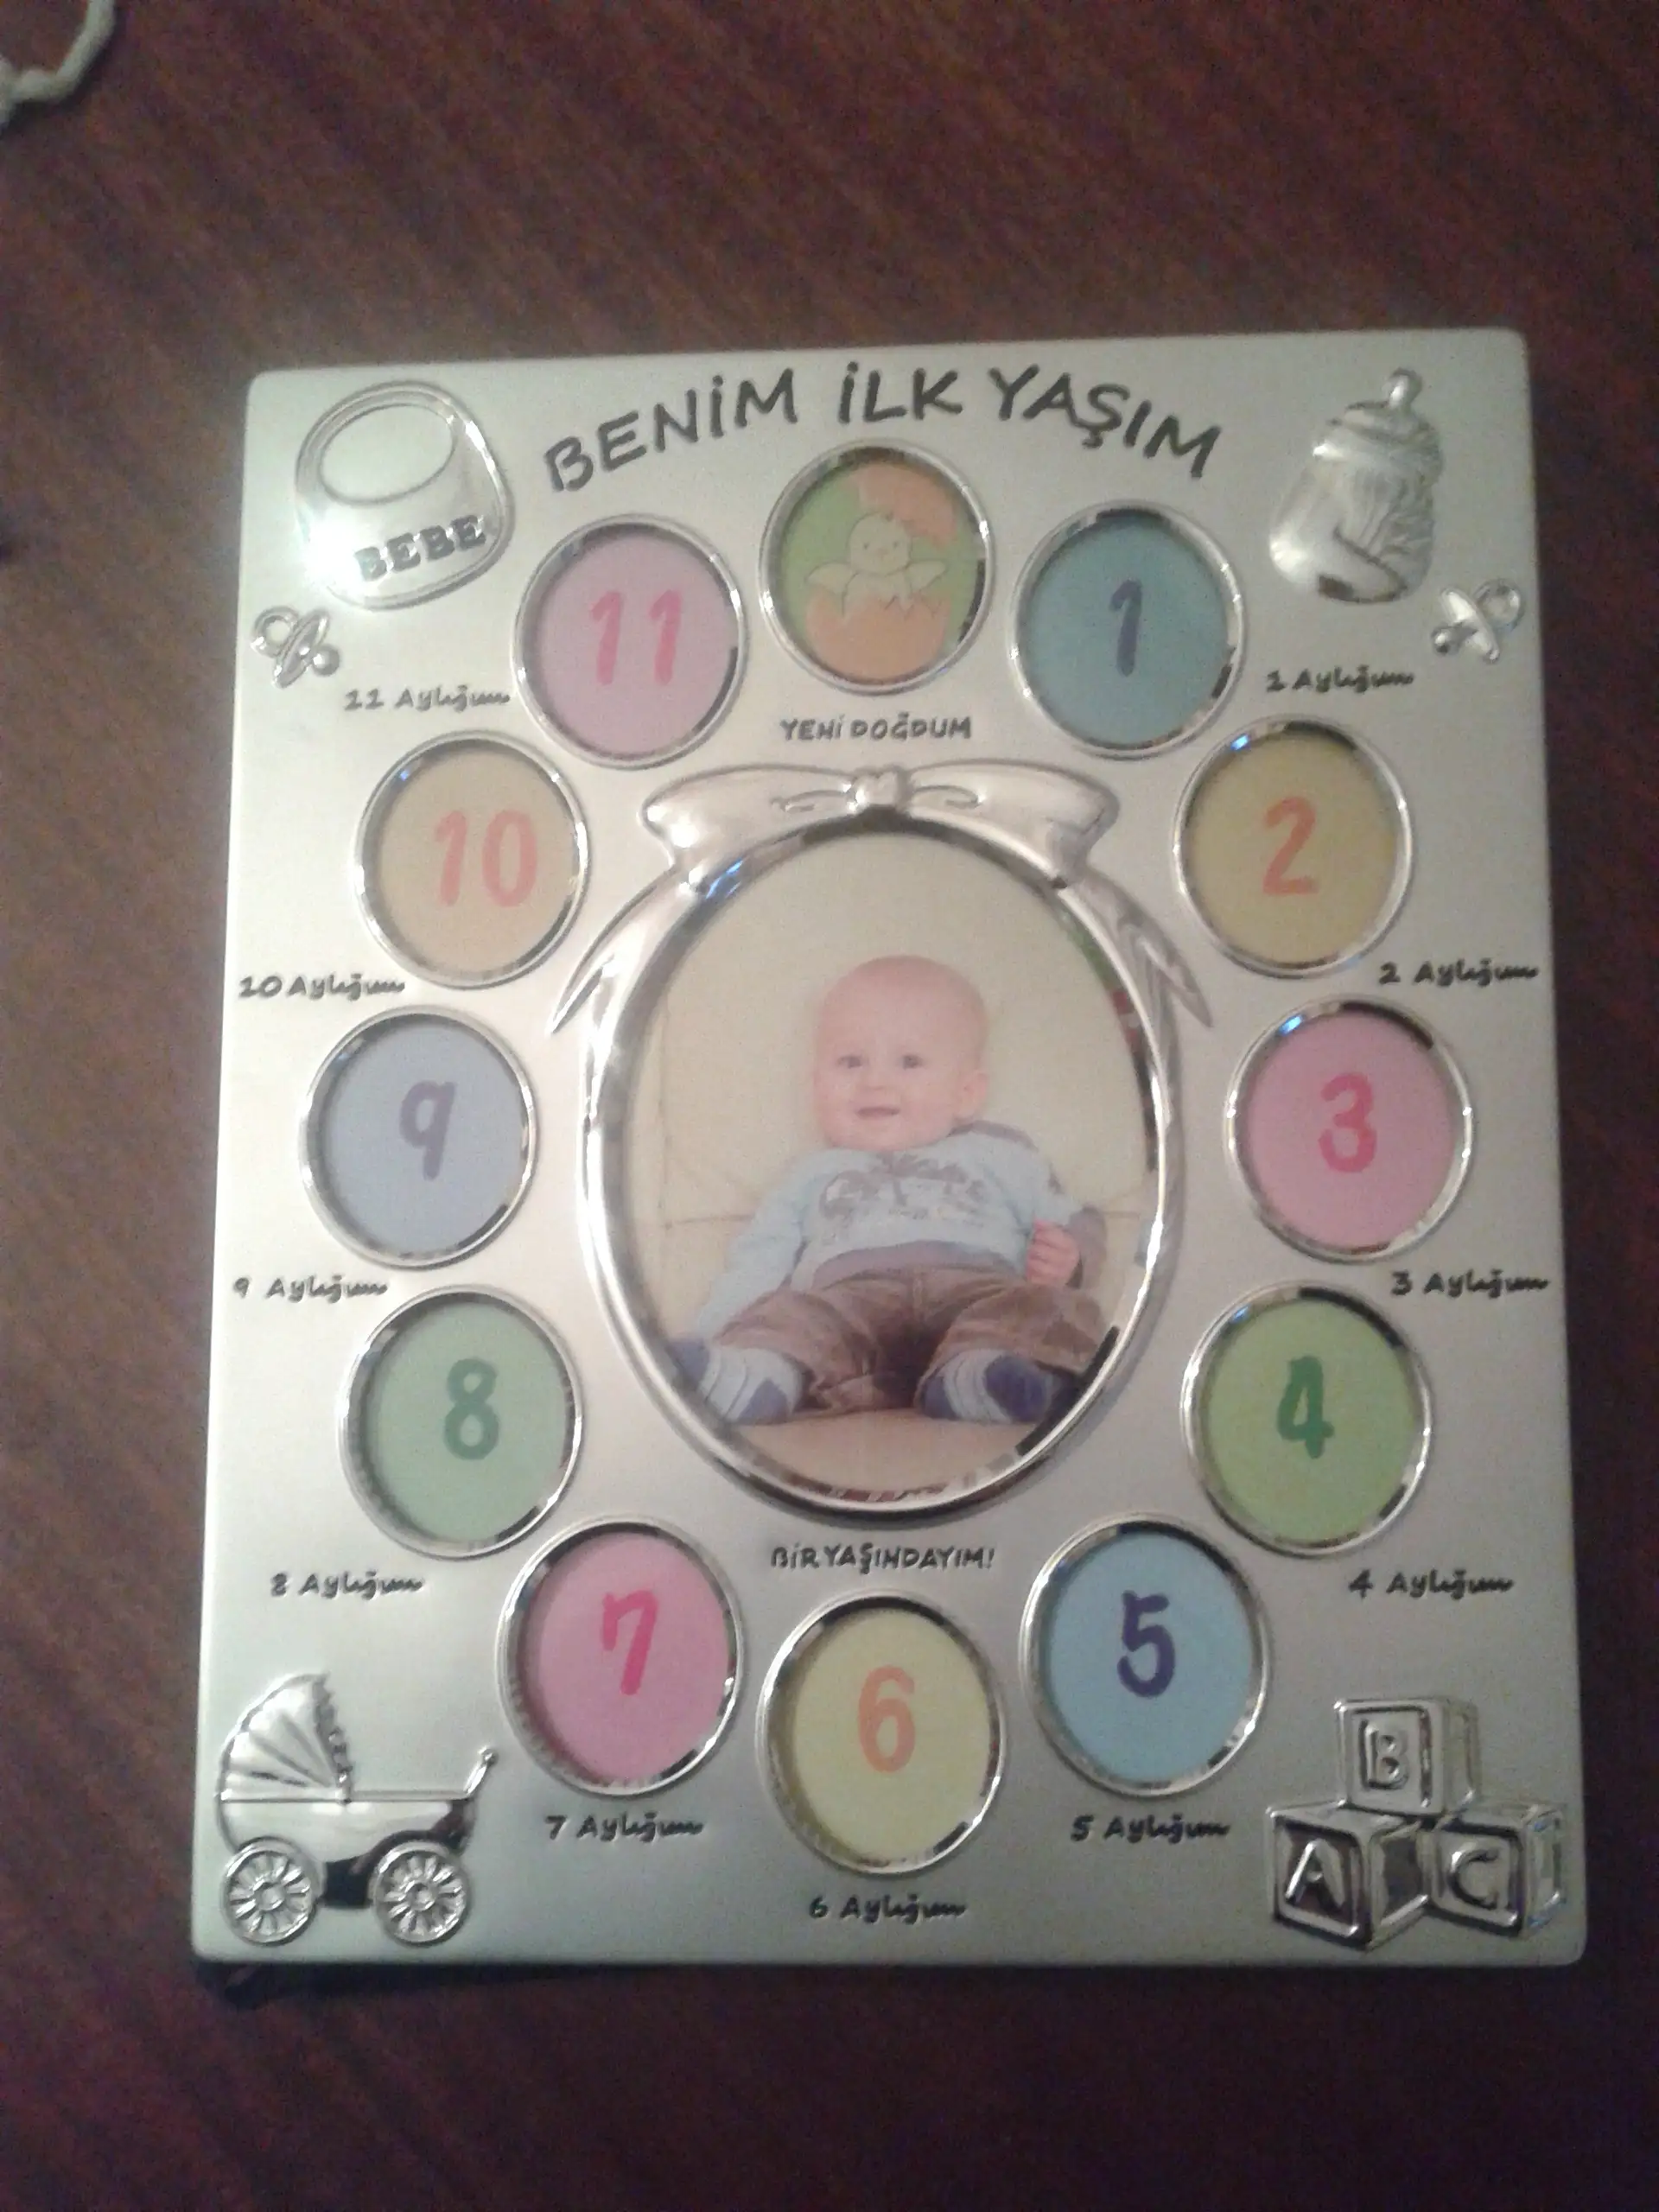 BENİM İLK YAŞIM
BEBE
11
1
11 Aylığım
1 Aylığım
YENİ DOĞDUM
10
2
10 Aylığım
2 Aylığım
9
3
9 Aylığım
3 Aylığım
8
4
8 Aylığım
4 Aylığım
BİR YAŞINDAYIM!
7
5
6
7 Aylığım
5 Aylığım
6 Aylığım
B
A C